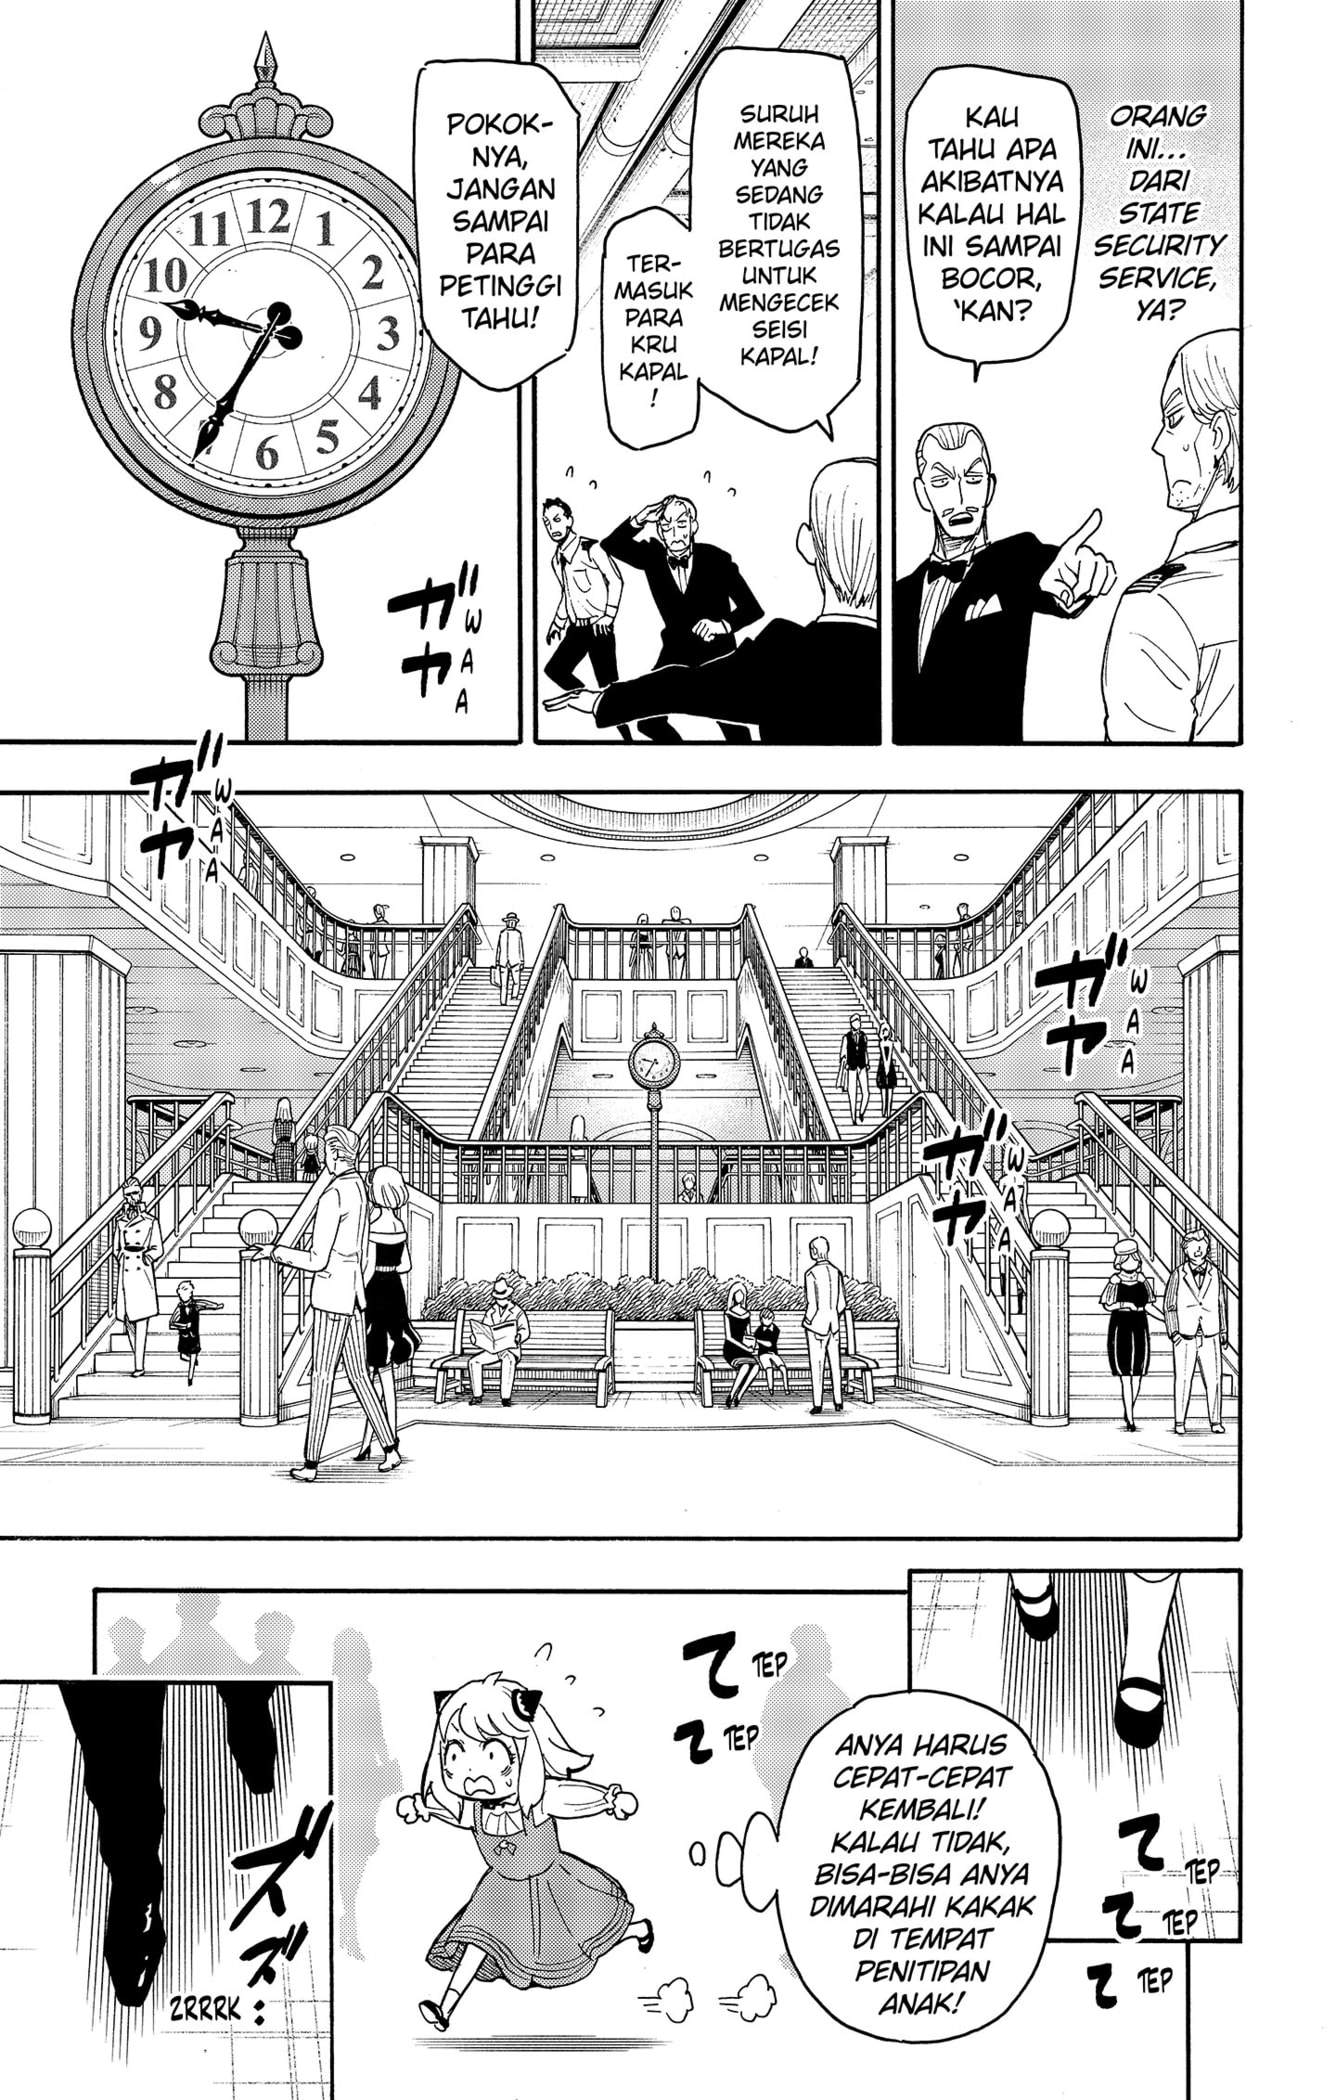 ORANG
INI...
DARI
STATE
SECURITY
SERVICE,
YA?
KAU
TAHU APA
AKIBATNYA
KALAU HAL
INI SAMPAI
BOCOR,
'KAN?
SURUH
MEREKA
YANG
SEDANG
TIDAK
BERTUGAS
UNTUK
MENGECEK
SEISI
KAPAL!
TER-
MASUK
PARA
KRU
KAPAL
!
POKOK-
NYA,
JANGAN
SAMPAI
PARA
PETINGGI
TAHU!
12
1
2
3
4
5
6
8
9
10
11
ガヤ
WAA
ガヤ
WAA
ガヤ
WAA
ガヤ
WAA
て TEP
て TEP
て TEP
て TEP
て TEP
ANYA HARUS
CEPAT-CEPAT
KEMBALI!
KALAU TIDAK,
BISA-BISA ANYA
DIMARAHI KAKAK
DI TEMPAT
PENITIPAN
ANAK!
ズズ:
ZRRRK